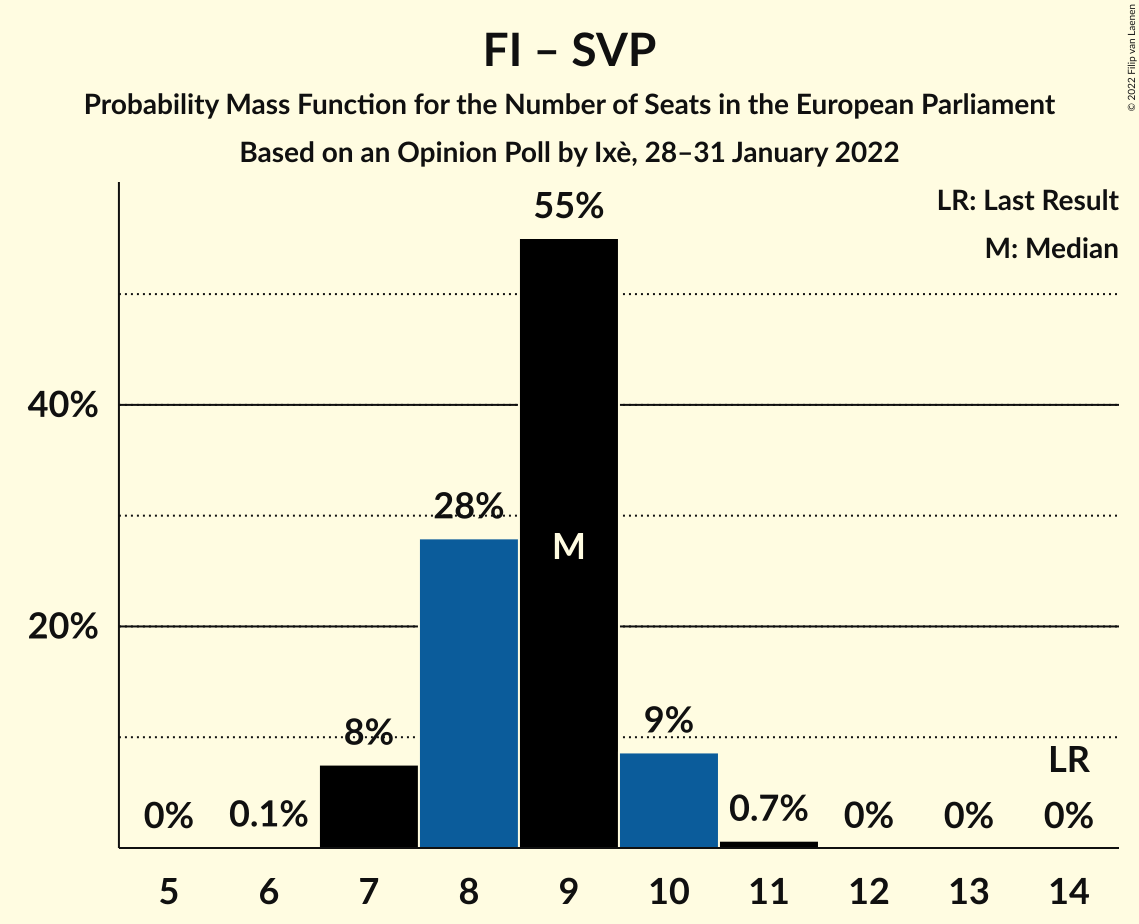 FI – SVP
Probability Mass Function for the Number of Seats in the European Parliament
Based on an Opinion Poll by Ixè, 28–31 January 2022
© 2022 Filip van Laenen
LR: Last Result
M: Median
55%
40%
28%
M
20%
8%
9%
LR
0%
0.1%
0.7%
0%
0%
0%
5 6 7 8 9 10 11 12 13 14